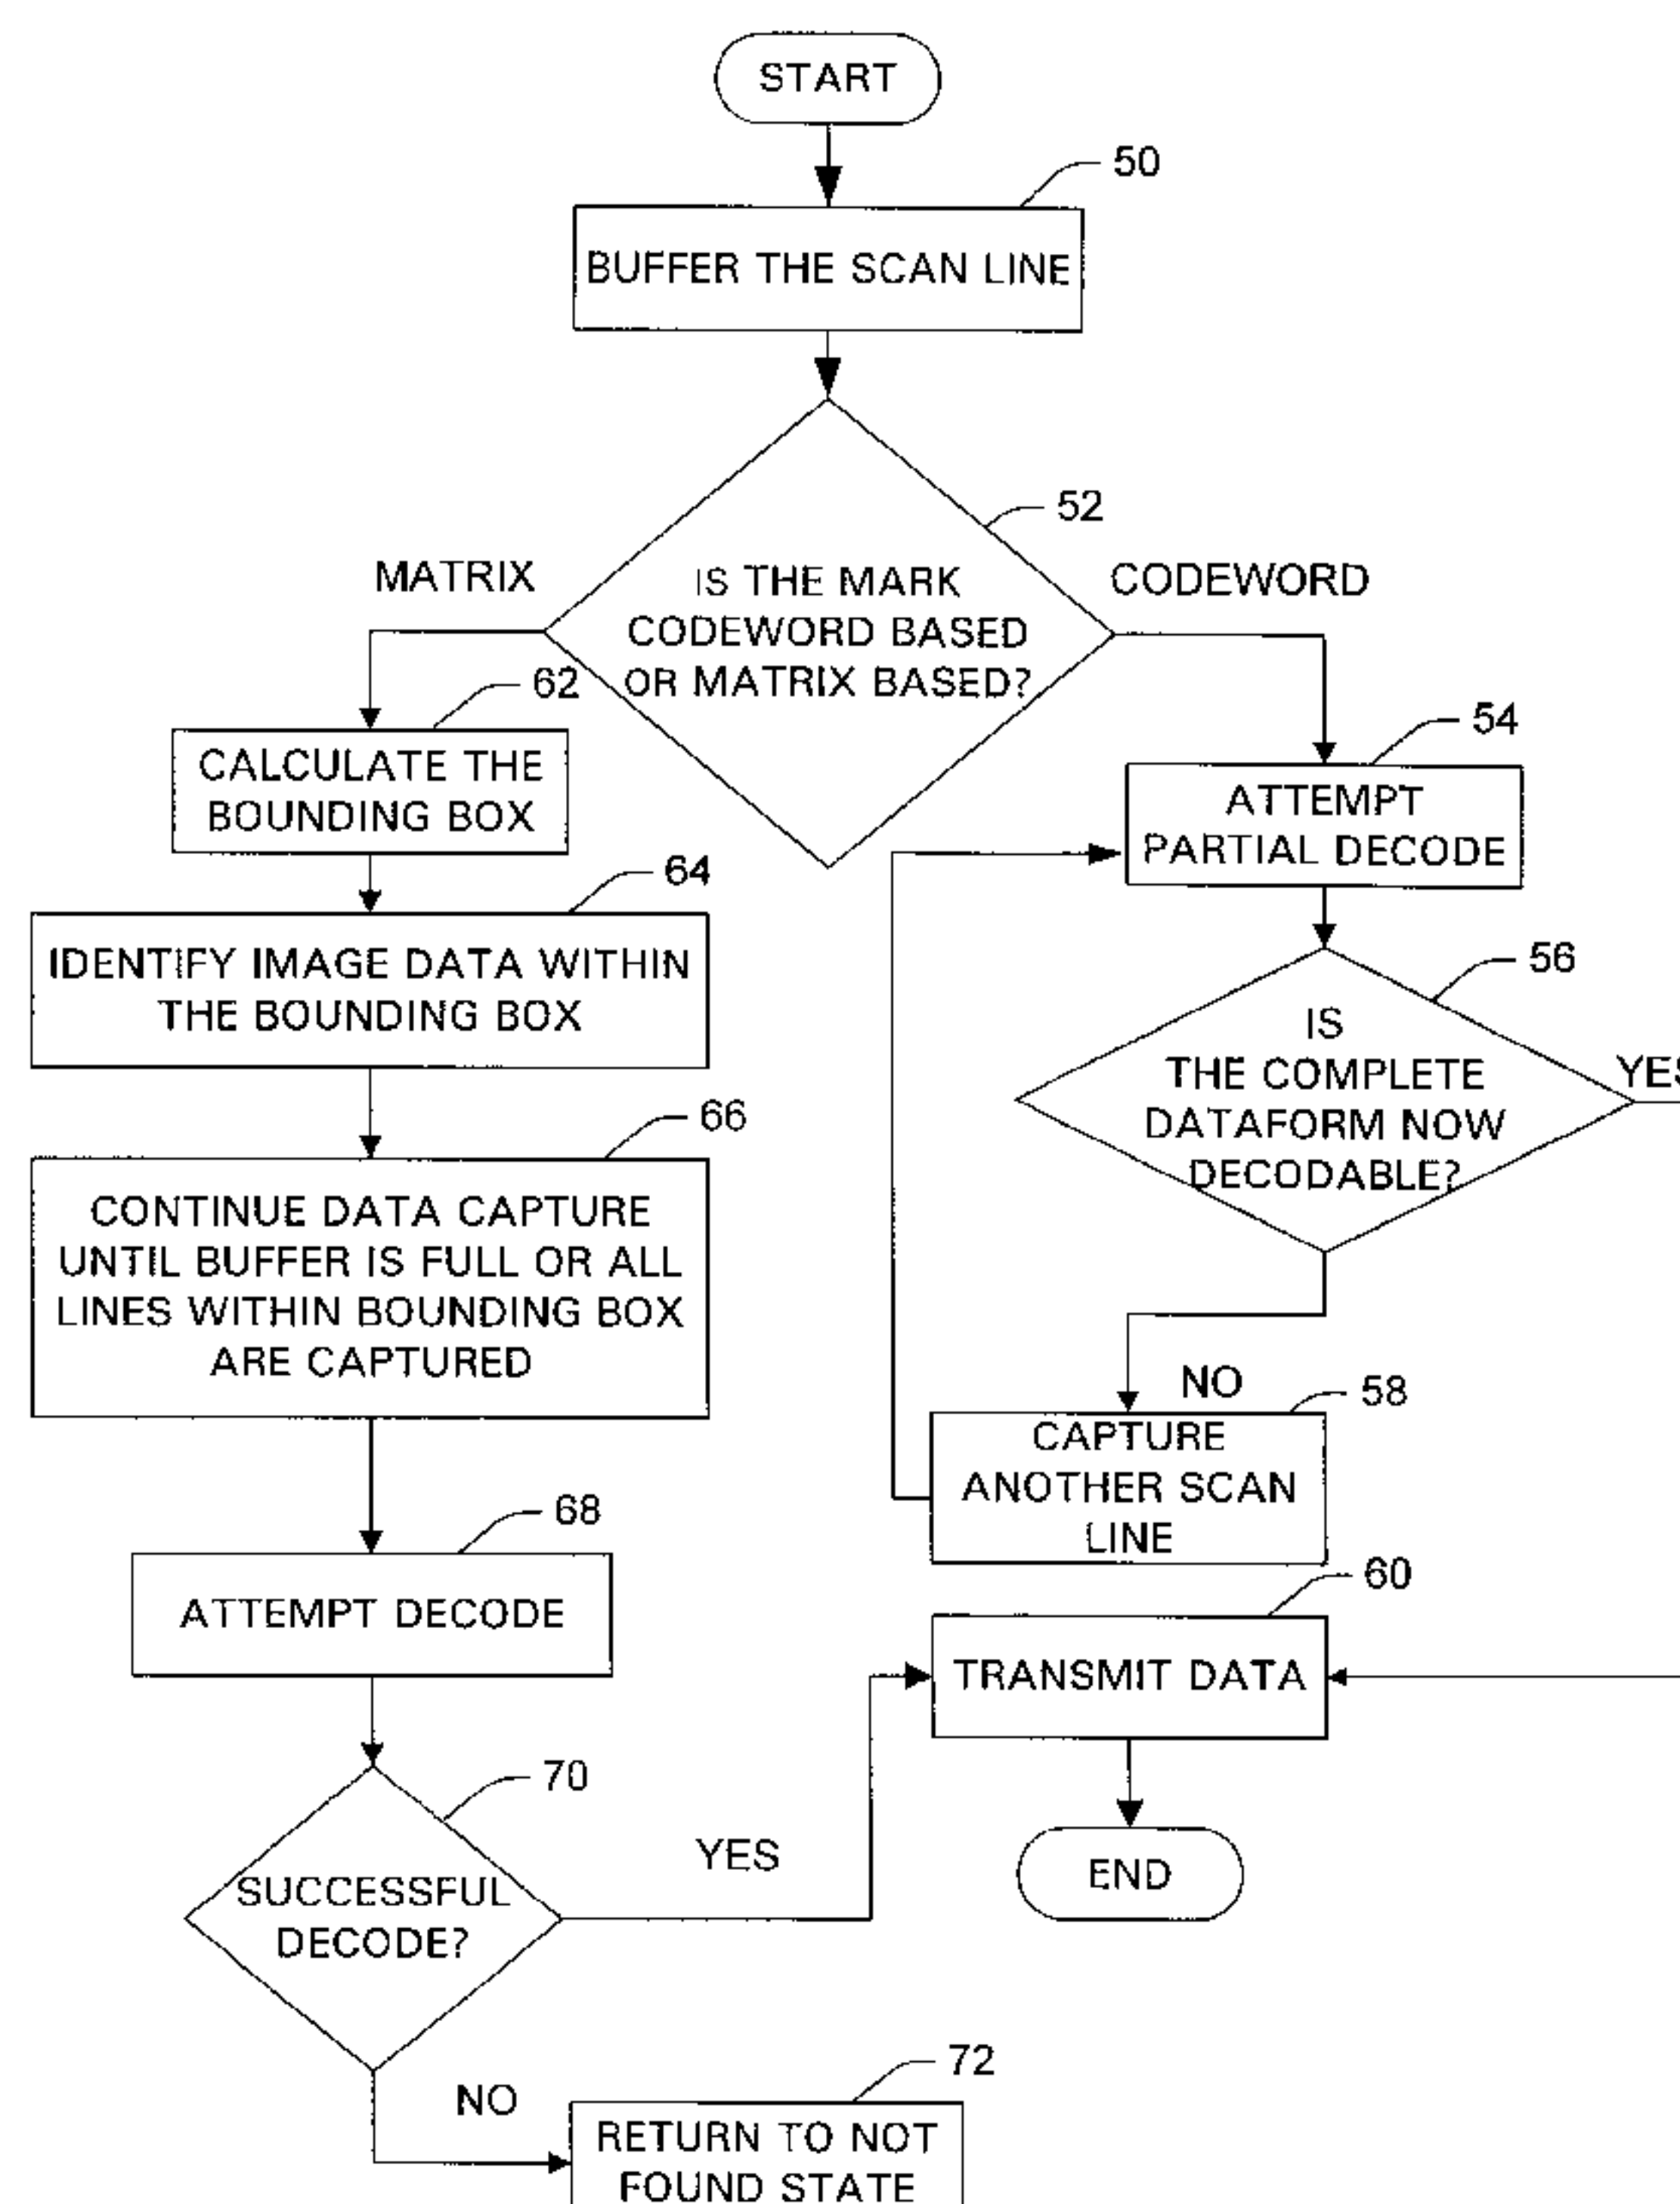 START
50
BUFFER THE SCAN LINE
52
MATRIX
IS THE MARK
CODEWORD BASED
OR MATRIX BASED?
CODEWORD
62
CALCULATE THE
BOUNDING BOX
54
ATTEMPT
PARTIAL DECODE
64
IDENTIFY IMAGE DATA WITHIN
THE BOUNDING BOX
56
IS
THE COMPLETE
DATAFORM NOW
DECODABLE?
YES
66
CONTINUE DATA CAPTURE
UNTIL BUFFER IS FULL OR ALL
LINES WITHIN BOUNDING BOX
ARE CAPTURED
NO
58
CAPTURE
ANOTHER SCAN
LINE
68
ATTEMPT DECODE
60
TRANSMIT DATA
70
SUCCESSFUL
DECODE?
YES
END
NO
72
RETURN TO NOT
FOUND STATE